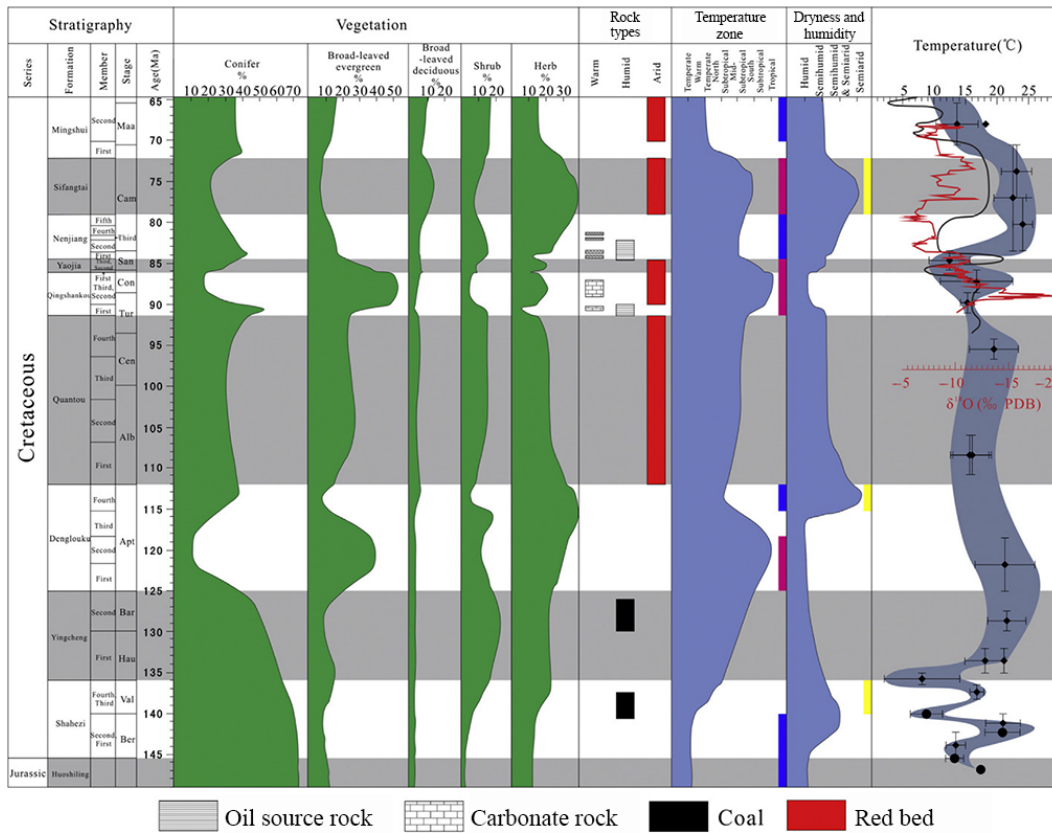 Stratigraphy
Vegetation
Rock types
Temperature zone
Dryness and humidity
Temperature(℃)
Series
Formation
Member
Stage
Age(Ma)
Conifer %
10 20 30 40 50 60 70
Broad-leaved evergreen %
10 20 30 40 50
Broad-leaved deciduous %
10 20
Shrub %
10 20
Herb %
10 20 30
Warm
Humid
Arid
Temperate
Warm Temperate
North Subtropical
Mid-Subtropical
South Subtropical
Tropical
Humid
Semihumid
Semihumid & Semiarid
Semiarid
5 10 15 20 25
Cretaceous
Jurassic
Mingshui
Sifangtai
Nenjiang
Yaojia
Qingshankou
Quantou
Denglouku
Yingcheng
Shahezi
Huoshiling
Second
First
Fifth
Fourth
Third
Second
First
Third, Second
First
Third, Second
First
Fourth
Third
Second
First
Fourth
Third
Second
First
Second
First
Fourth, Third
Second, First
Maa
Cam
San
Con
Tur
Cen
Alb
Apt
Bar
Hau
Val
Ber
65
70
75
80
85
90
95
100
105
110
115
120
125
130
135
140
145
-5 -10 -15 -2
δ¹⁸O (‰ PDB)
Oil source rock
Carbonate rock
Coal
Red bed